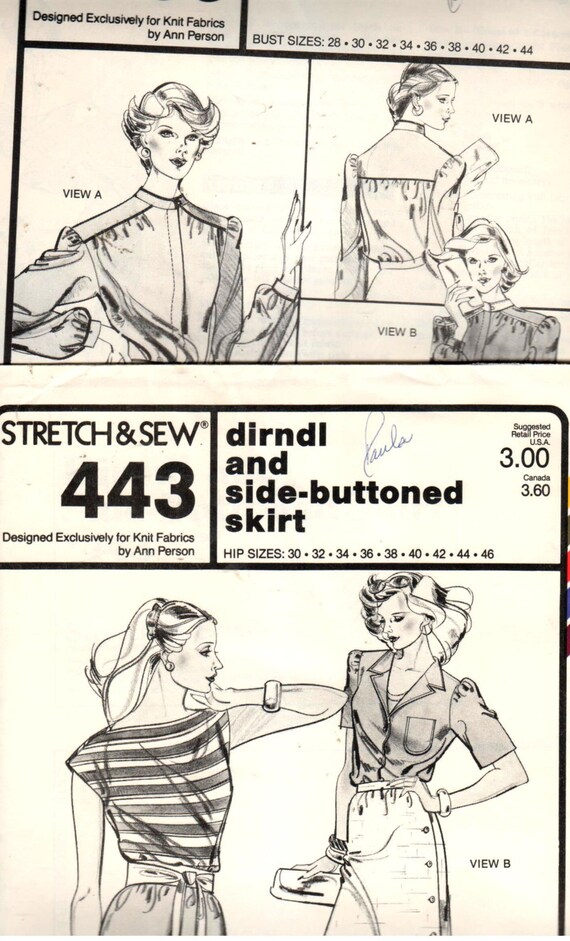 Designed Exclusively for Knit Fabrics
by Ann Person
BUST SIZES: 28 • 30 • 32 • 34 • 36 • 38 • 40 • 42 • 44
VIEW A
VIEW A
VIEW B
STRETCH & SEW®
443
Designed Exclusively for Knit Fabrics
by Ann Person
dirndl
and
side-buttoned
skirt
Paula
HIP SIZES: 30 • 32 • 34 • 36 • 38 • 40 • 42 • 44 • 46
Suggested
Retail Price
U.S.A.
3.00
Canada
3.60
VIEW B